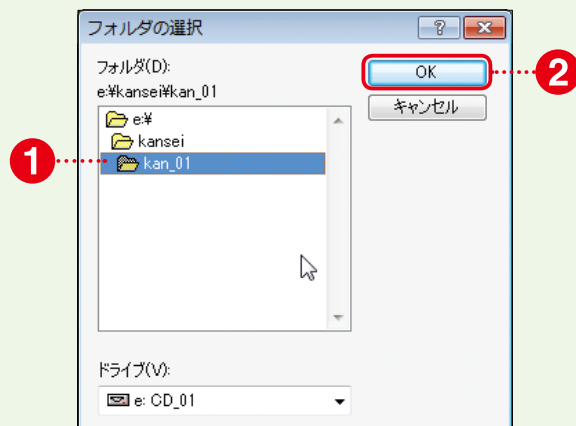 フォルダの選択
フォルダ(D):
e:¥kansei¥kan_01
e:¥
kansei
kan_01
OK
キャンセル
1
2
ドライブ(V):
e: CD_01